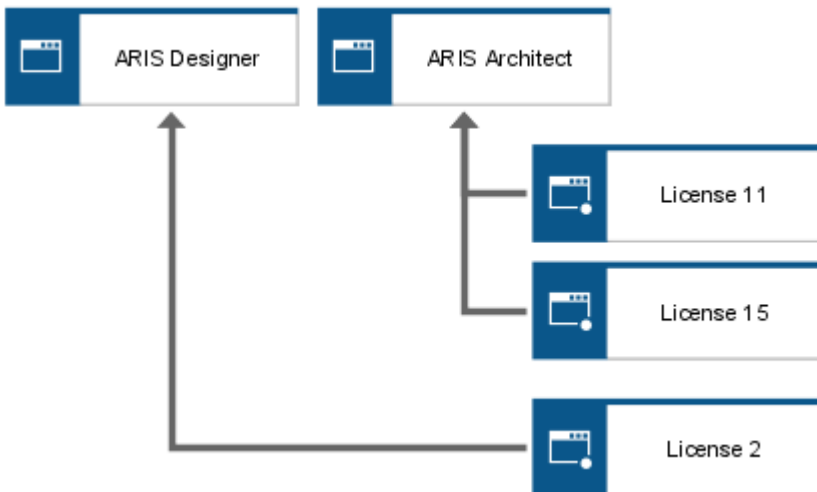 ARIS Designer
ARIS Architect
License 11
License 15
License 2